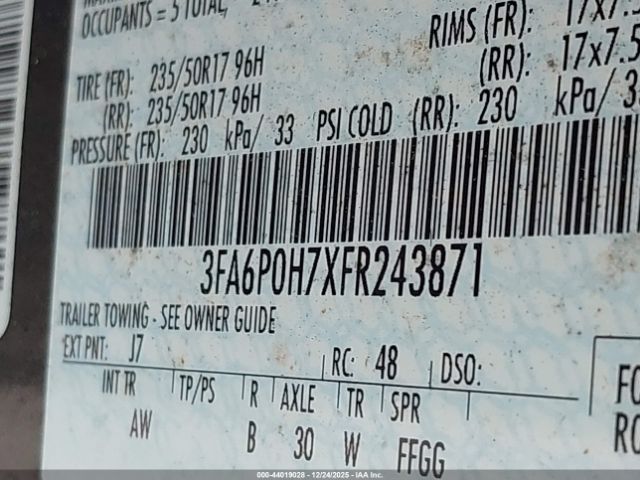 OCCUPANTS = 5 TOTAL,
RIMS (FR): 17x7.5
TIRE (FR): 235/50R17 96H
(RR): 17x7.5
(RR): 235/50R17 96H
PRESSURE (FR): 230 kPa/ 33 PSI COLD (RR): 230 kPa/ 3
3FA6P0H7XFR243871
TRAILER TOWING - SEE OWNER GUIDE
EXT PNT: J7 RC: 48 DSO:
INT TR TP/PS R AXLE TR SPR
AW B 30 W FFGG
000-44019028 - 12/24/2025 - IAA Inc.